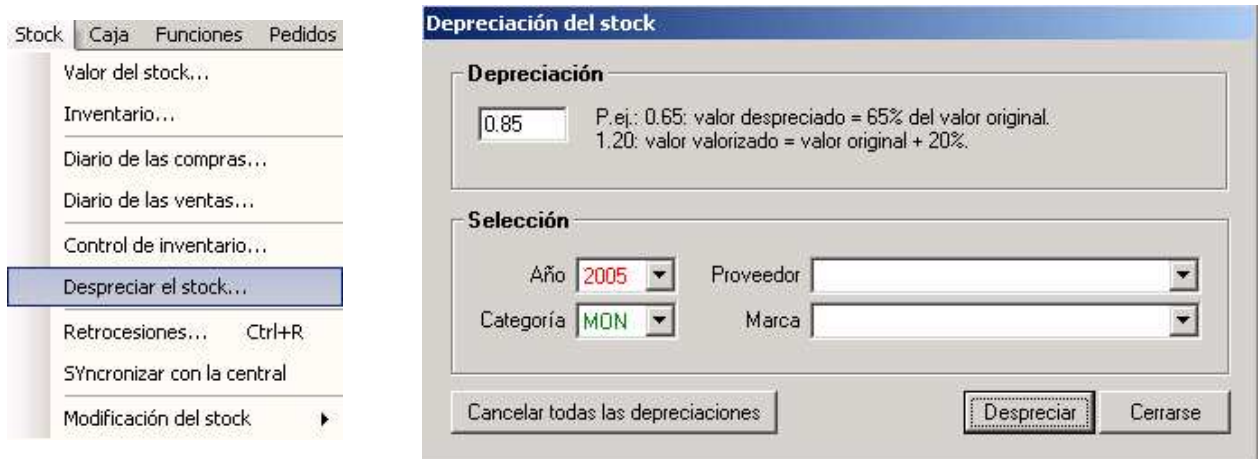 Stock Caja Funciones Pedidos
Valor del stock...
Inventario...
Diario de las compras...
Diario de las ventas...
Control de inventario...
Despreciar el stock...
Retrocesiones... Ctrl+R
SYncronizar con la central
Modificación del stock
Depreciación del stock
Depreciación
0.85
P.ej.: 0.65: valor despreciado = 65% del valor original.
1.20: valor valorizado = valor original + 20%.
Selección
Año 2005 Proveedor
Categoría MON Marca
Cancelar todas las depreciaciones Despreciar Cerrarse